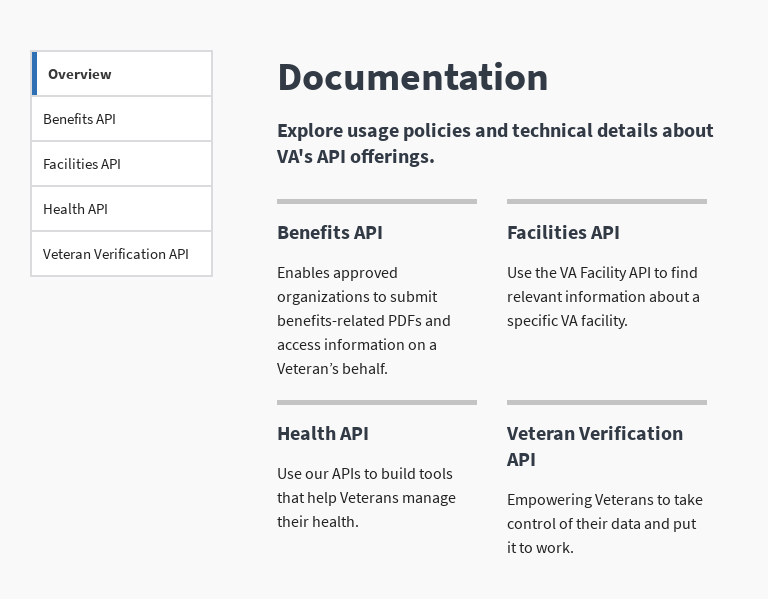 Overview
Benefits API
Facilities API
Health API
Veteran Verification API
Documentation
Explore usage policies and technical details about
VA's API offerings.
Benefits API
Enables approved
organizations to submit
benefits-related PDFs and
access information on a
Veteran’s behalf.
Facilities API
Use the VA Facility API to find
relevant information about a
specific VA facility.
Health API
Use our APIs to build tools
that help Veterans manage
their health.
Veteran Verification
API
Empowering Veterans to take
control of their data and put
it to work.